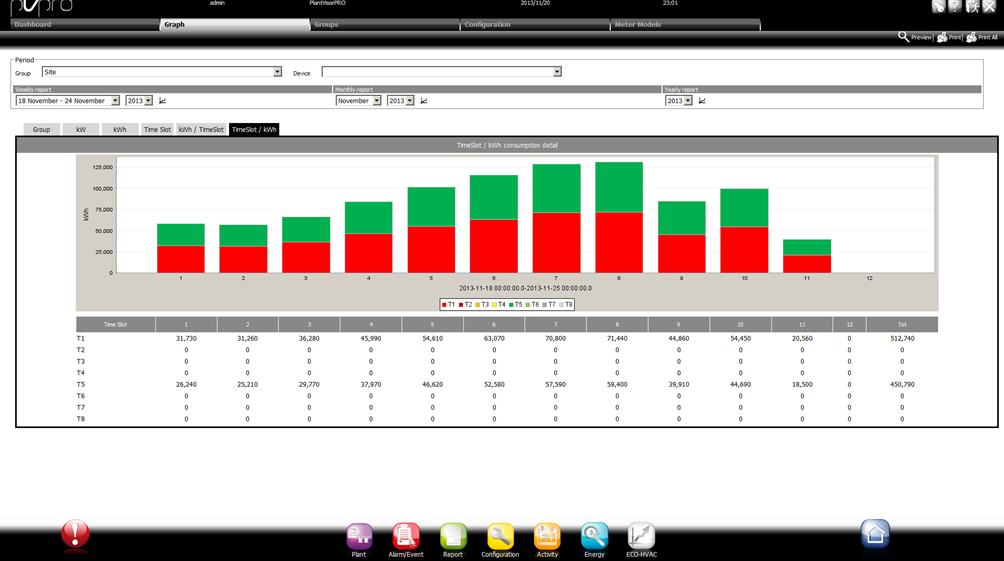 pvpro
admin PlantVisorPRO 2013/11/20 23:01
Dashboard Graph Groups Configuration Meter Models
Preview Print Print All
Period
Group Site Device
Weekly report Monthly report Yearly report
18 November - 24 November 2013 November 2013 2013
Group kW kWh Time Slot kWh / TimeSlot TimeSlot / kWh
TimeSlot / kWh consumption detail
125,000
100,000
75,000
50,000
25,000
0
kWh
1 2 3 4 5 6 7 8 9 10 11 12
2013-11-18 00:00:00.0-2013-11-25 00:00:00.0
T1 T2 T3 T4 T5 T6 T7 T8
Time Slot 1 2 3 4 5 6 7 8 9 10 11 12 Tot
T1 31,730 31,260 36,280 45,990 54,610 63,070 70,800 71,440 44,860 54,450 20,560 0 512,740
T2 0 0 0 0 0 0 0 0 0 0 0 0 0
T3 0 0 0 0 0 0 0 0 0 0 0 0 0
T4 0 0 0 0 0 0 0 0 0 0 0 0 0
T5 26,240 25,210 29,770 37,970 46,620 52,580 57,590 59,400 39,910 44,690 18,500 0 450,790
T6 0 0 0 0 0 0 0 0 0 0 0 0 0
T7 0 0 0 0 0 0 0 0 0 0 0 0 0
T8 0 0 0 0 0 0 0 0 0 0 0 0 0
Plant Alarm/Event Report Configuration Activity Energy ECO-HVAC